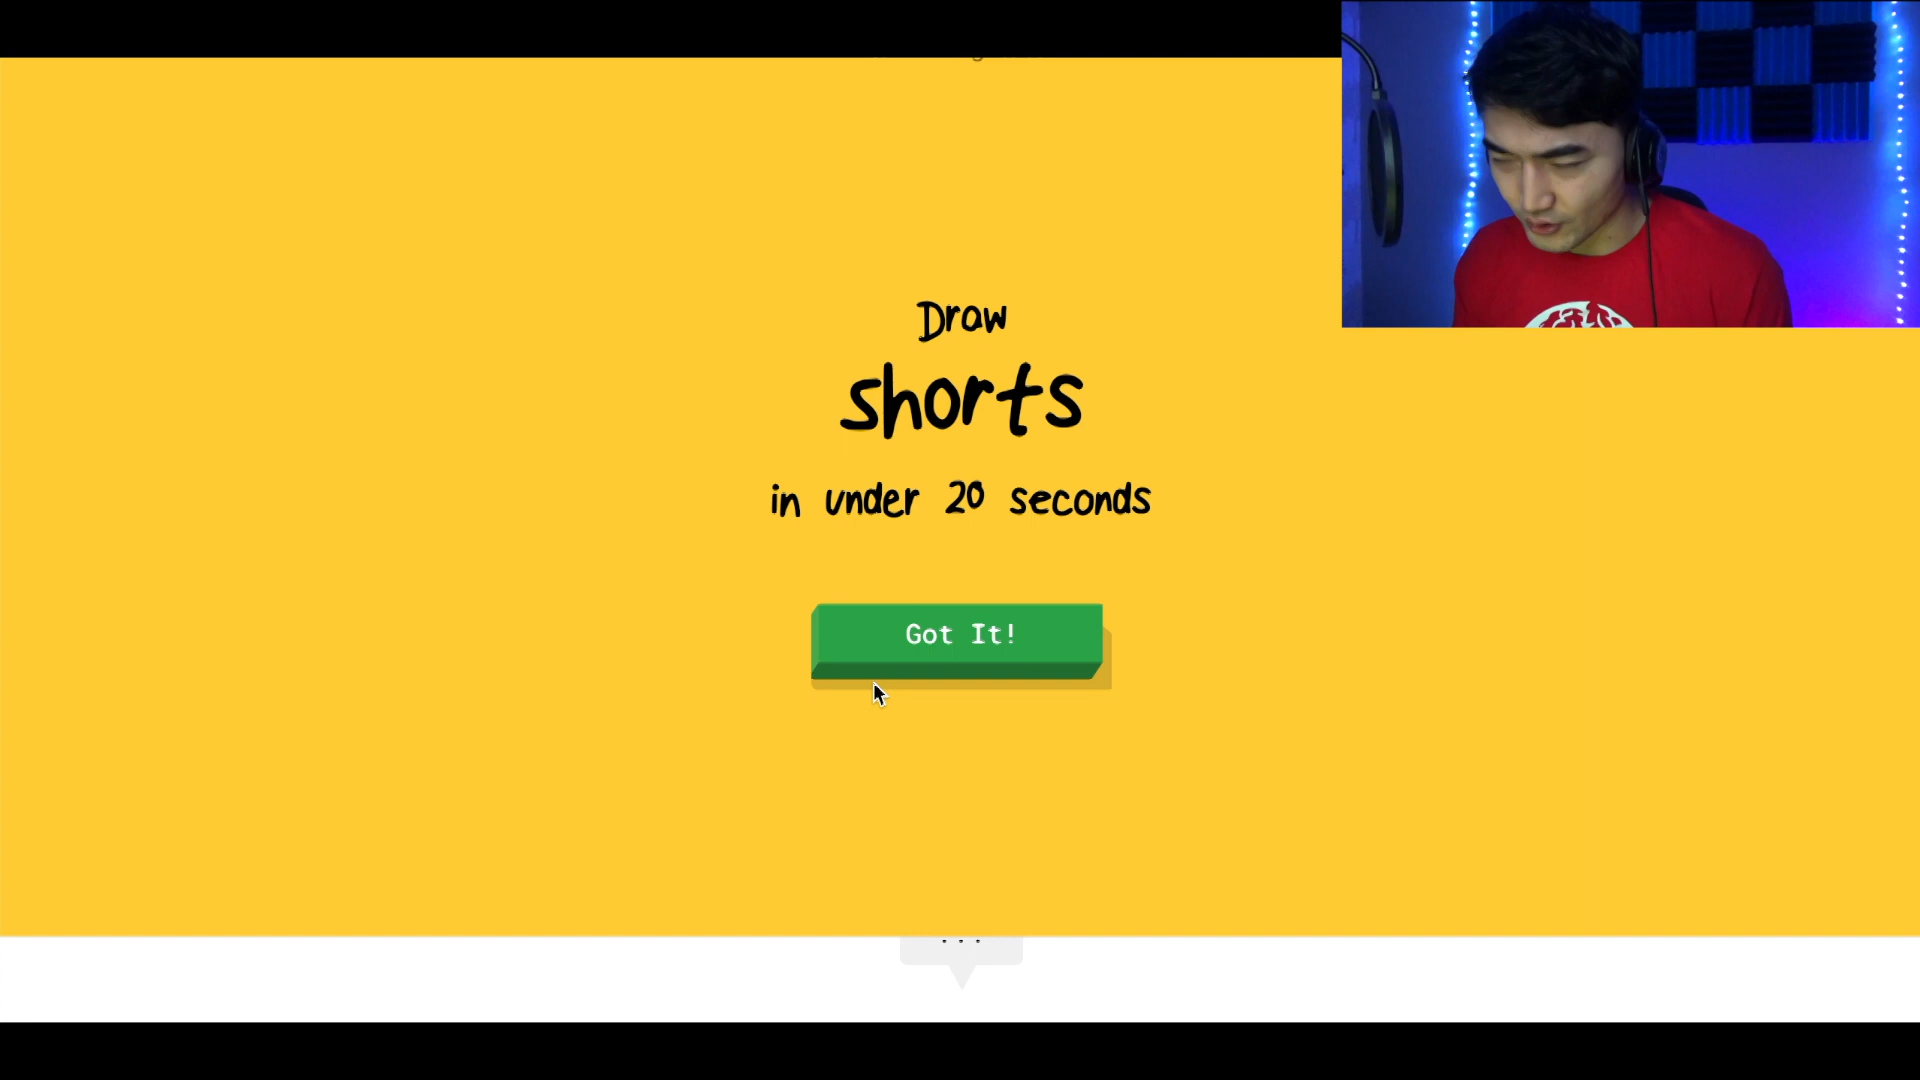 Draw
shorts
in under 20 seconds
Got It!
...